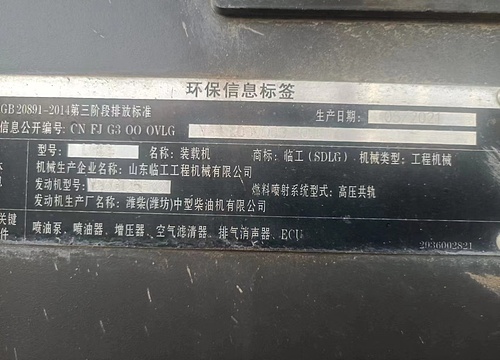 环保信息标签
GB 20891-2014第三阶段排放标准 生产日期:
信息公开编号: CN FJ G3 OO OVLG
型号: 名称: 装载机 商标: 临工 (SDLG) 机械类型: 工程机械
机械生产企业名称: 山东临工工程机械有限公司
发动机型号: 燃料喷射系统型式: 高压共轨
发动机生产厂名称: 潍柴(潍坊)中型柴油机有限公司
关键
件 喷油泵、喷油器、增压器、空气滤清器、排气消声器、ECU
2036002821